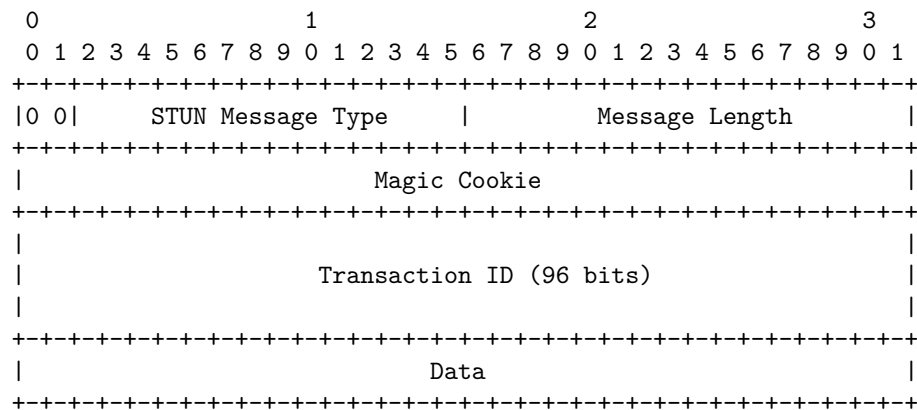 0                   1                   2                   3
0 1 2 3 4 5 6 7 8 9 0 1 2 3 4 5 6 7 8 9 0 1 2 3 4 5 6 7 8 9 0 1
+-+-+-+-+-+-+-+-+-+-+-+-+-+-+-+-+-+-+-+-+-+-+-+-+-+-+-+-+-+-+-+-+
|0 0|     STUN Message Type     |         Message Length        |
+-+-+-+-+-+-+-+-+-+-+-+-+-+-+-+-+-+-+-+-+-+-+-+-+-+-+-+-+-+-+-+-+
|                         Magic Cookie                          |
+-+-+-+-+-+-+-+-+-+-+-+-+-+-+-+-+-+-+-+-+-+-+-+-+-+-+-+-+-+-+-+-+
|                                                               |
|                     Transaction ID (96 bits)                  |
|                                                               |
+-+-+-+-+-+-+-+-+-+-+-+-+-+-+-+-+-+-+-+-+-+-+-+-+-+-+-+-+-+-+-+-+
|                             Data                              |
+-+-+-+-+-+-+-+-+-+-+-+-+-+-+-+-+-+-+-+-+-+-+-+-+-+-+-+-+-+-+-+-+